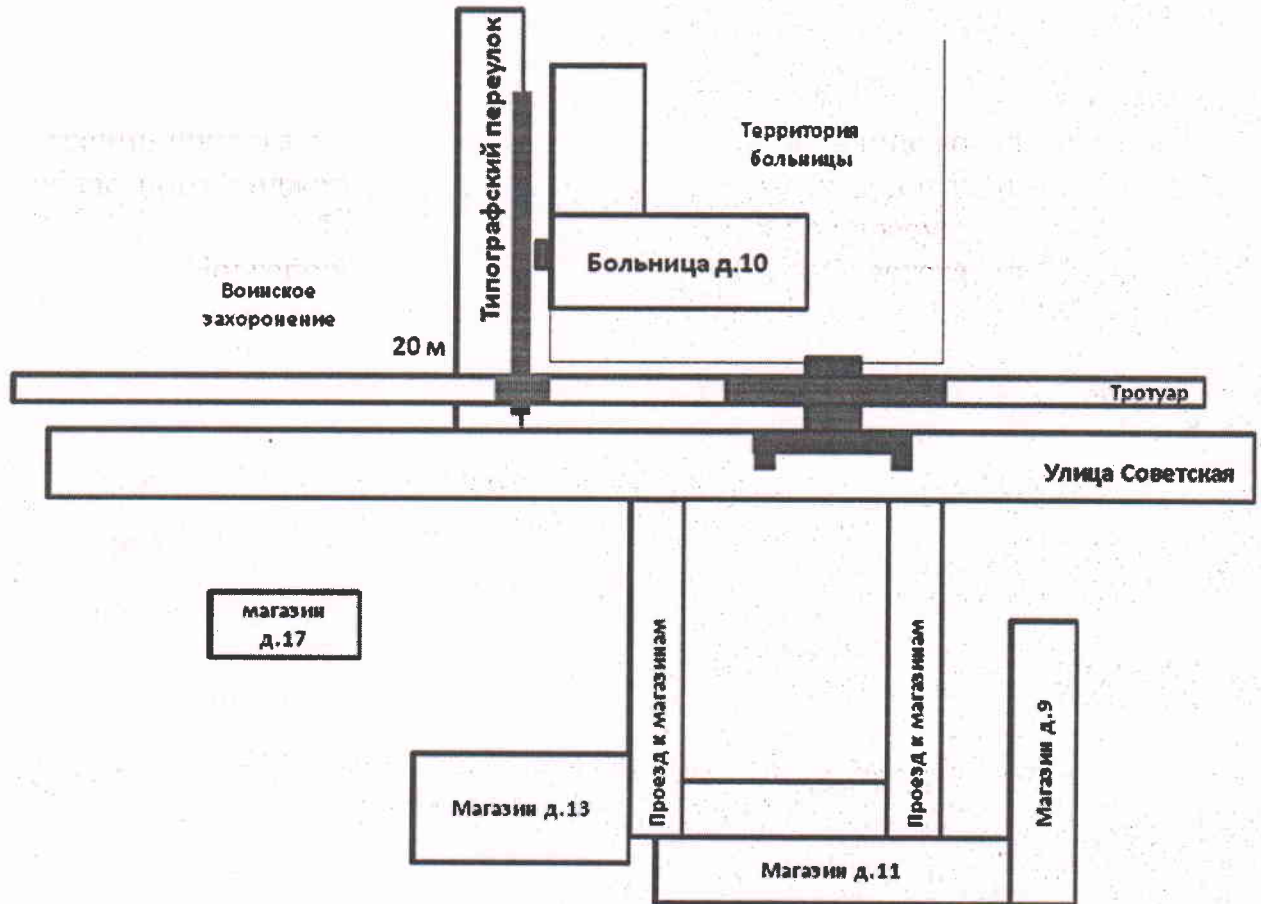 Типографский переулок
Территория
больницы
Больница д.10
Воинское
захоронение
20 м
Тротуар
Улица Советская
магазин
д.17
Проезд к магазинам
Проезд к магазинам
Магазин д.9
Магазин д.13
Магазин д.11